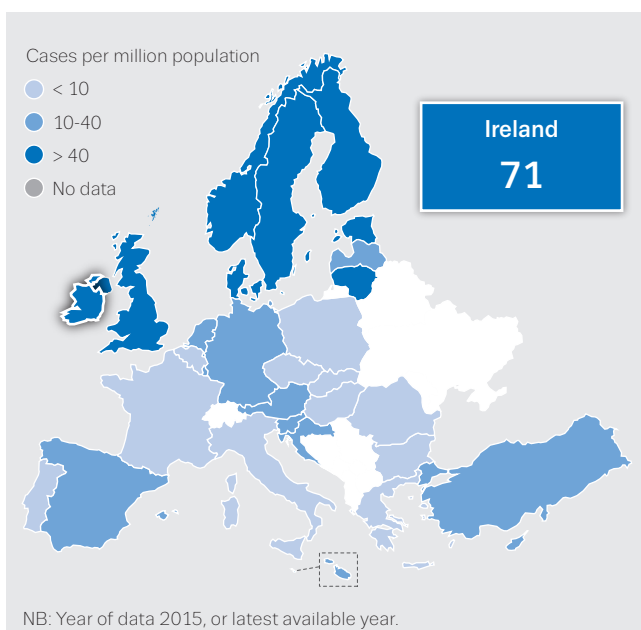 Cases per million population
< 10
10-40
> 40
No data
Ireland
71
NB: Year of data 2015, or latest available year.